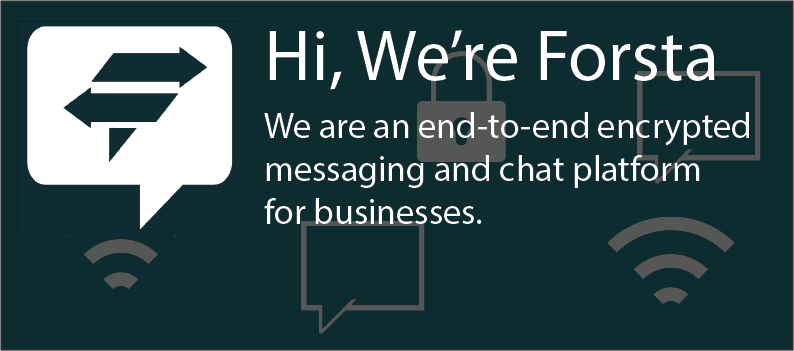 Hi, We’re Forsta
We are an end-to-end encrypted
messaging and chat platform
for businesses.